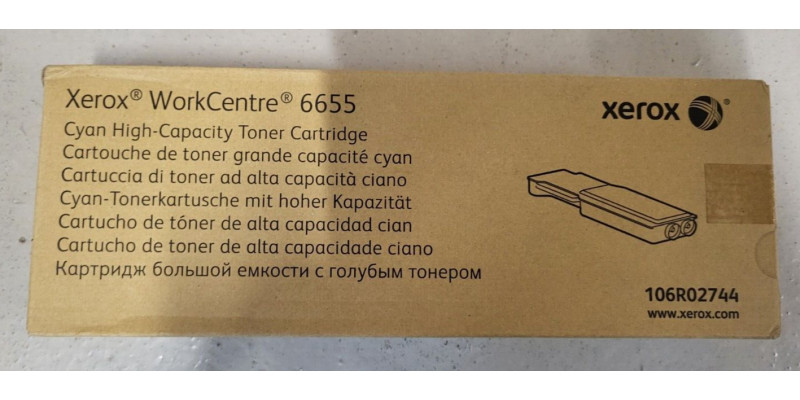 Xerox® WorkCentre® 6655
xerox ®
Cyan High-Capacity Toner Cartridge
Cartouche de toner grande capacité cyan
Cartuccia di toner ad alta capacità ciano
Cyan-Tonerkartusche mit hoher Kapazität
Cartucho de tóner de alta capacidad cian
Cartucho de toner de alta capacidade ciano
Картридж большой емкости с голубым тонером
106R02744
www.xerox.com